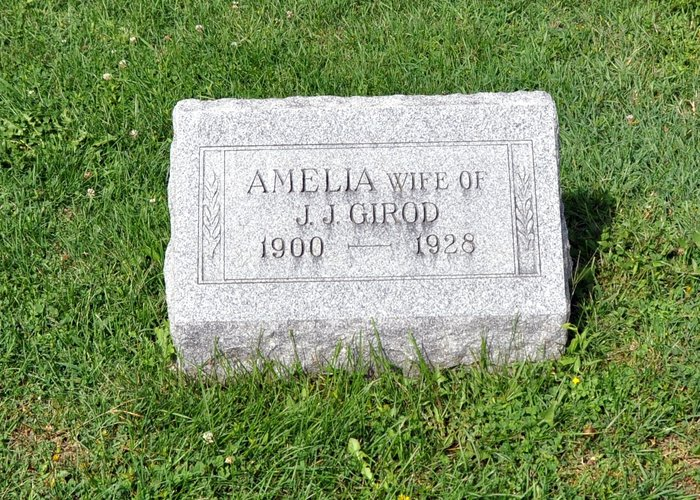 AMELIA WIFE OF
J. J. GIROD
1900 — 1928